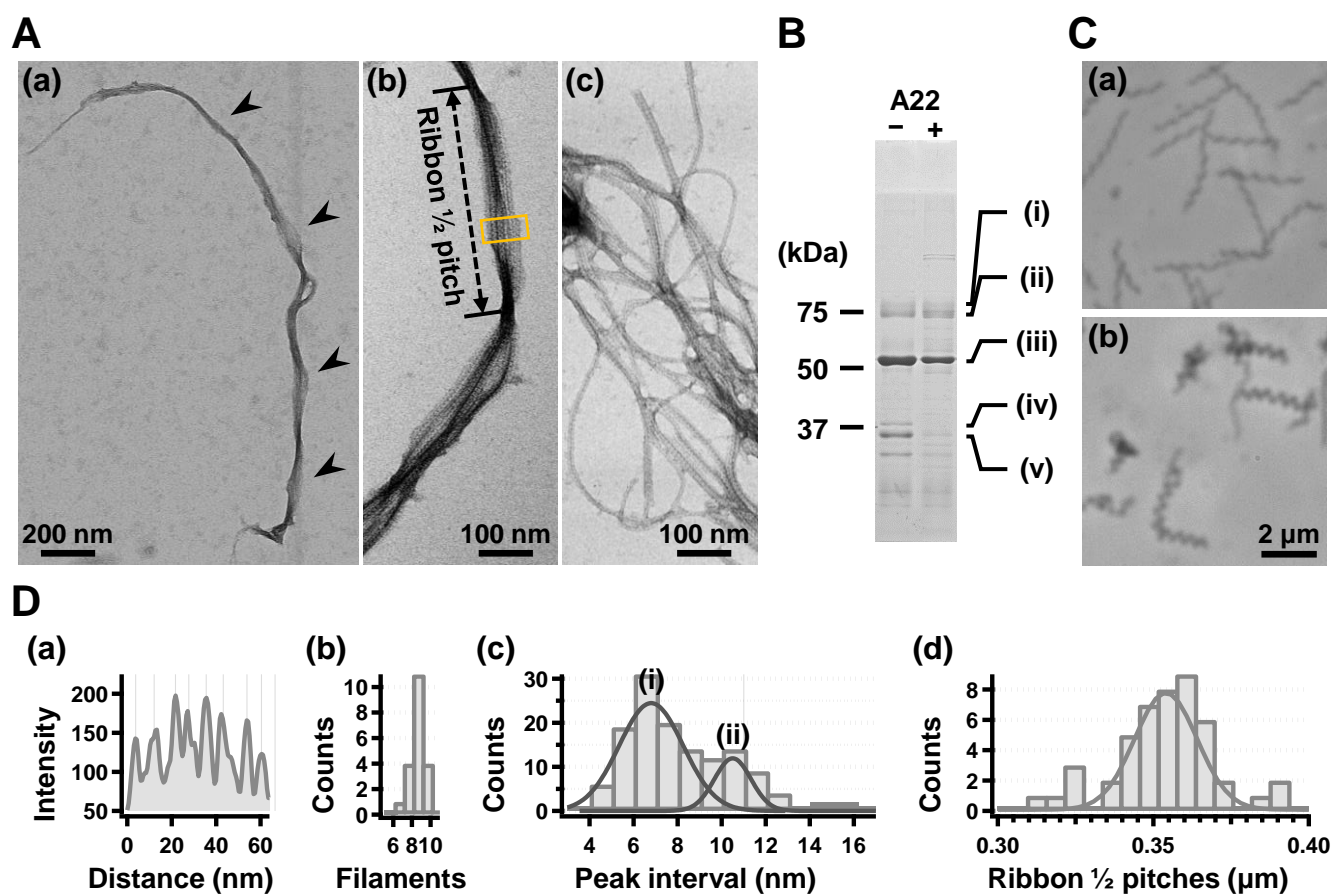 A
B
C
(a)
(b)
(c)
Ribbon ½ pitch
200 nm
100 nm
100 nm
A22
− +
(kDa)
75
50
37
(i)
(ii)
(iii)
(iv)
(v)
(a)
(b)
2 µm
D
(a)
Intensity
200
150
100
50
0 20 40 60
Distance (nm)
(b)
Counts
10
8
6
4
2
0
6 8 10
Filaments
(c)
Counts
30
20
10
0
(i)
(ii)
4 6 8 10 12 14 16
Peak interval (nm)
(d)
Counts
8
6
4
2
0
0.30 0.35 0.40
Ribbon ½ pitches (µm)